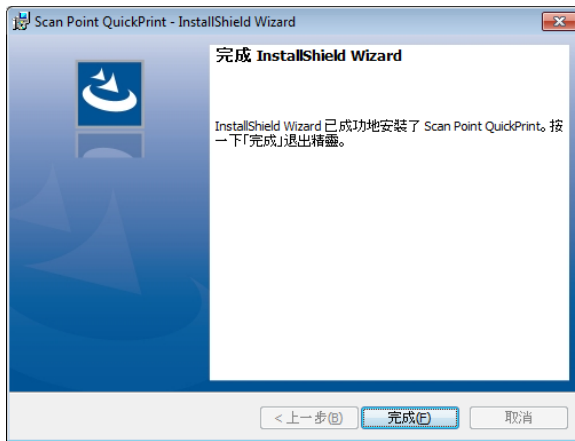 Scan Point QuickPrint - InstallShield Wizard
完成 InstallShield Wizard
InstallShield Wizard 已成功地安裝了 Scan Point QuickPrint。按
一下「完成」退出精靈。
< 上一步(B) 完成(F) 取消